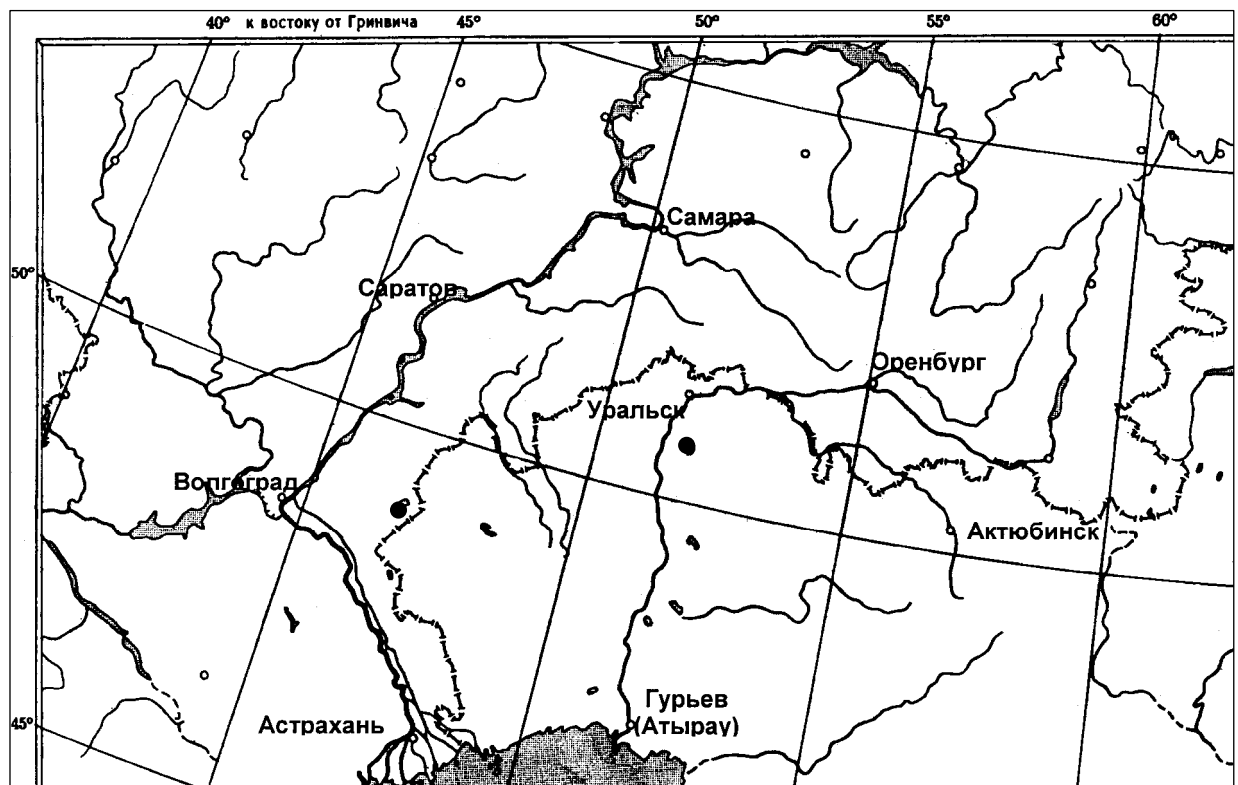 40° к востоку от Гринвича 45° 50° 55° 60°
Самара
50°
Саратов
Оренбург
Уральск
Волгоград
Актюбинск
Гурьев
(Атырау)
45°
Астрахань